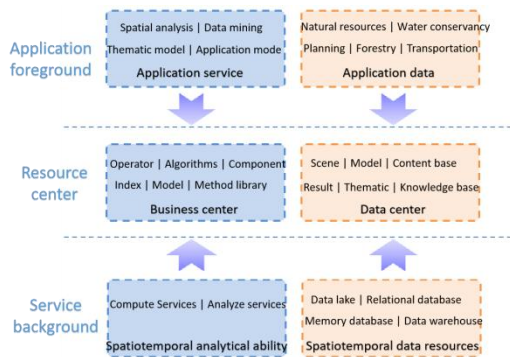 Application
foreground
Spatial analysis | Data mining
Thematic model | Application mode
Application service
Natural resources | Water conservancy
Planning | Forestry | Transportation
Application data
Resource
center
Operator | Algorithms | Component
Index | Model | Method library
Business center
Scene | Model | Content base
Result | Thematic | Knowledge base
Data center
Service
background
Compute Services | Analyze services
Spatiotemporal analytical ability
Data lake | Relational database
Memory database | Data warehouse
Spatiotemporal data resources